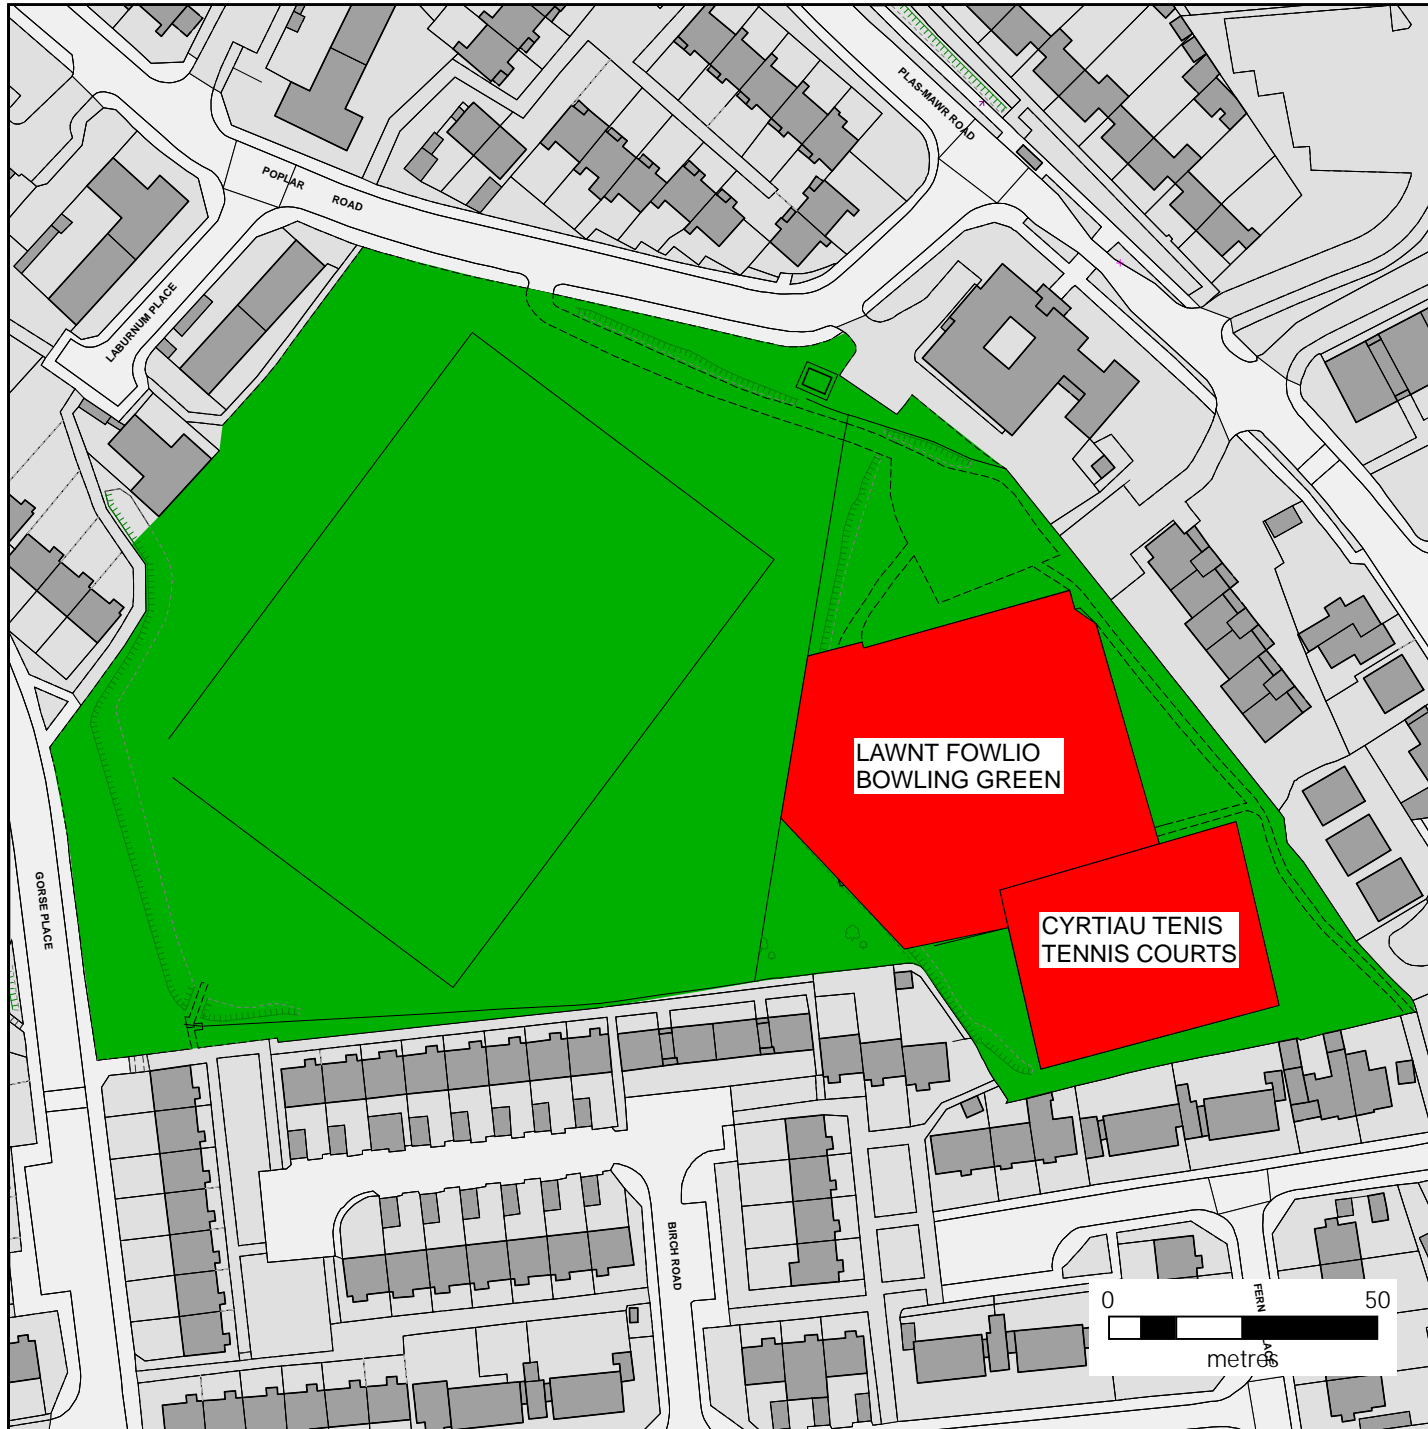 PLAS-MAWR ROAD
POPLAR
ROAD
LABURNUM PLACE
LAWNT FOWLIO
BOWLING GREEN
GORSE PLACE
CYRTIAU TENIS
TENNIS COURTS
BIRCH ROAD
FERN
0 50
metres